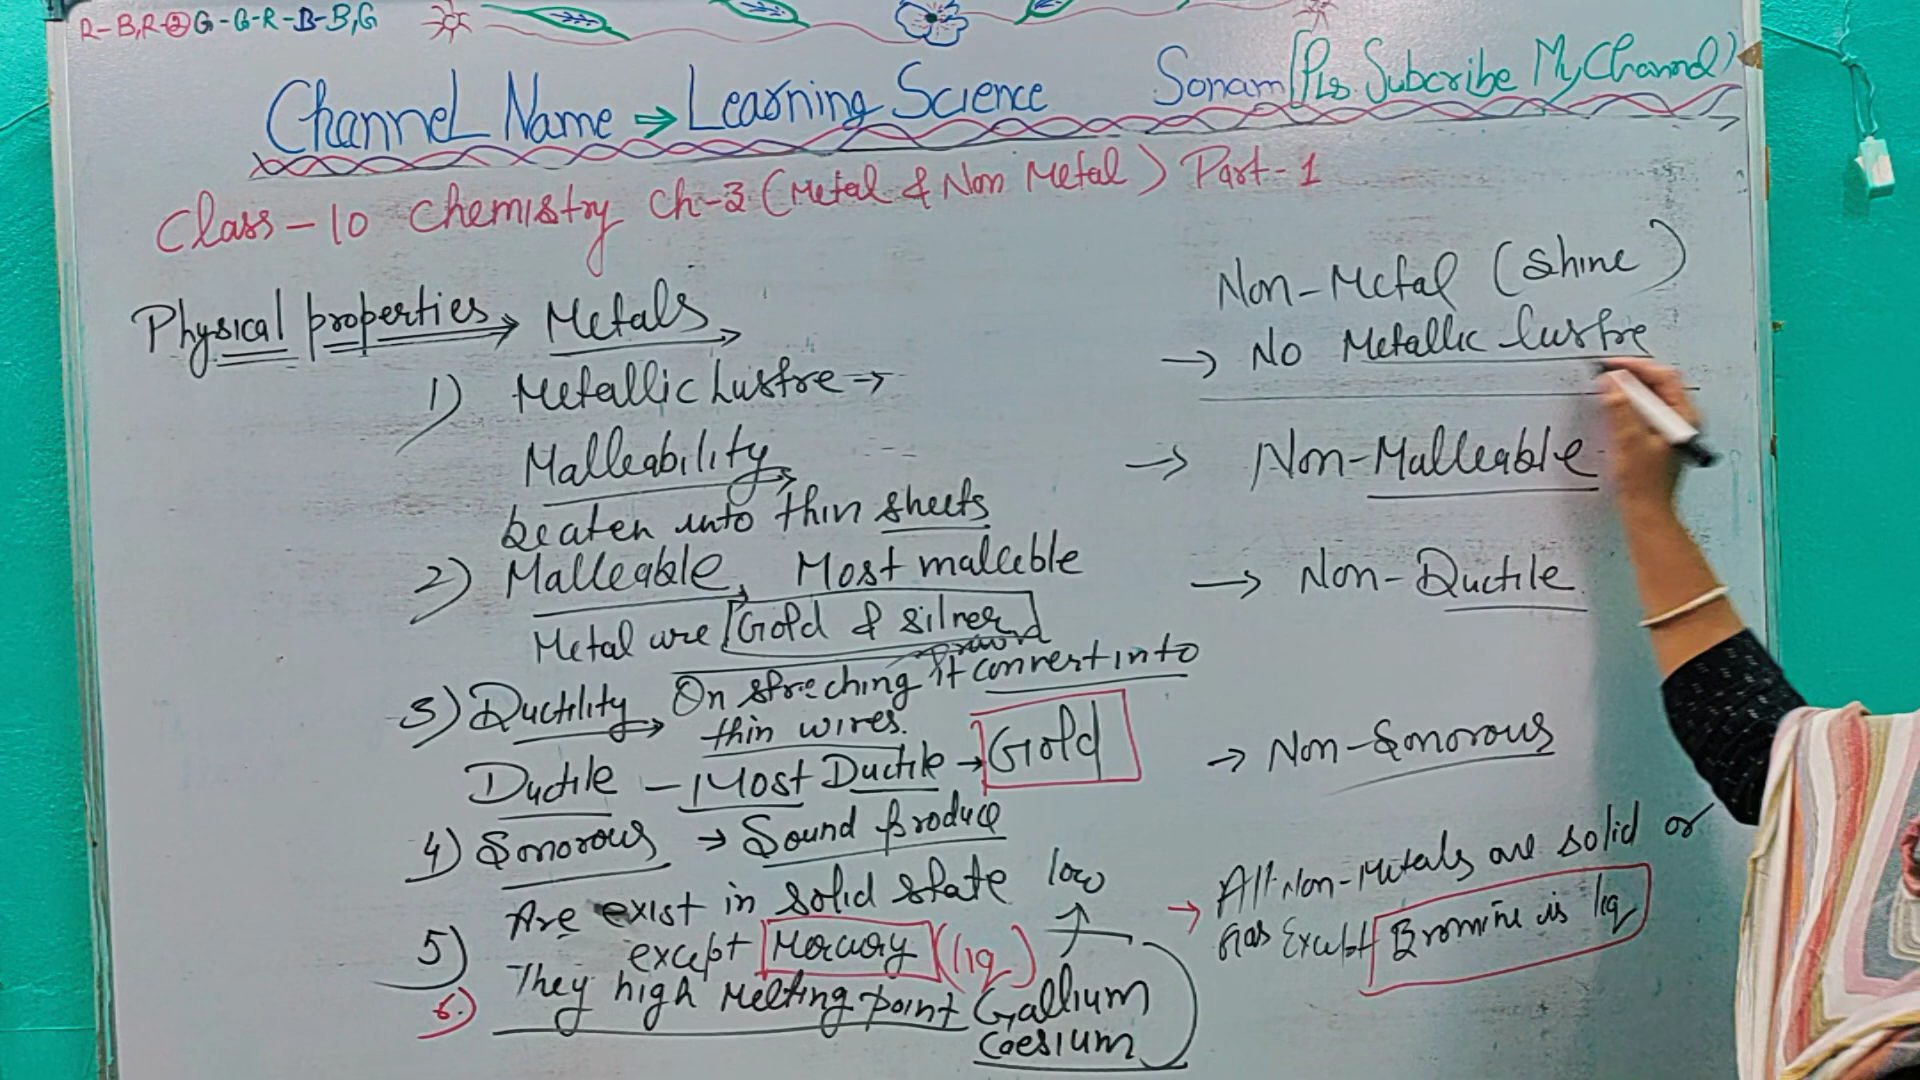 R-B,R-G-G-R-B-B,G
Channel Name → Learning Science Sonam (Pls Subcribe My Channel)
Class-10 Chemistry Ch-3 (Metal & Non Metal) Part-1
Physical properties → Metals
1) Metallic Lustre →
Malleability →
beaten into thin sheets
2) Malleable, Most malleble
Metal are Gold & Silver
3) Ductility → On streching it convert into
thin wires.
Ductile - Most Ductile → Gold
4) Sonorous → Sound produce
5) Are exist in solid state low
except Mercury (liq)
6.) They high Melting point Gallium
Caesium
Non-Metal (Shine)
→ No Metallic Lustre
→ Non-Malleable
→ Non-Ductile
→ Non-Sonorous
→ All Non-Metals are solid or
gas Except Bromine is liq